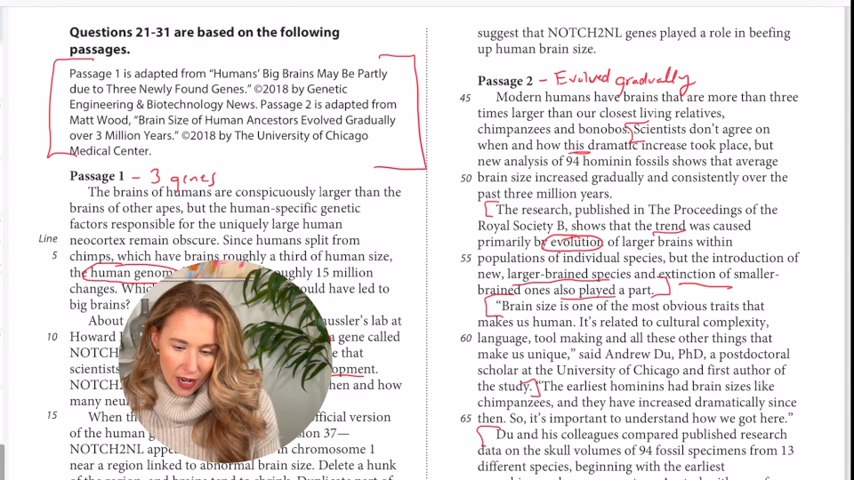 Questions 21-31 are based on the following
passages.
Passage 1 is adapted from “Humans’ Big Brains May Be Partly
due to Three Newly Found Genes.” ©2018 by Genetic
Engineering & Biotechnology News. Passage 2 is adapted from
Matt Wood, “Brain Size of Human Ancestors Evolved Gradually
over 3 Million Years.” ©2018 by The University of Chicago
Medical Center.
Passage 1 - 3 genes
The brains of humans are conspicuously larger than the
brains of other apes, but the human-specific genetic
factors responsible for the uniquely large human
Line neocortex remain obscure. Since humans split from
5 chimps, which have brains roughly a third of human size,
the human genom roughly 15 million
changes. Whic ould have led to
big brains?
About aussler’s lab at
10 Howard a gene called
NOTCH e that
scientists opment.
NOTCH hen and how
many neu
15 When th fficial version
of the human g on 37—
NOTCH2NL appe n chromosome 1
near a region linked to abnormal brain size. Delete a hunk
suggest that NOTCH2NL genes played a role in beefing
up human brain size.
Passage 2 - Evolved gradually
45 Modern humans have brains that are more than three
times larger than our closest living relatives,
chimpanzees and bonobos. Scientists don’t agree on
when and how this dramatic increase took place, but
new analysis of 94 hominin fossils shows that average
50 brain size increased gradually and consistently over the
past three million years.
The research, published in The Proceedings of the
Royal Society B, shows that the trend was caused
primarily by evolution of larger brains within
55 populations of individual species, but the introduction of
new, larger-brained species and extinction of smaller-
brained ones also played a part.
“Brain size is one of the most obvious traits that
makes us human. It’s related to cultural complexity,
60 language, tool making and all these other things that
make us unique,” said Andrew Du, PhD, a postdoctoral
scholar at the University of Chicago and first author of
the study. “The earliest hominins had brain sizes like
chimpanzees, and they have increased dramatically since
65 then. So, it’s important to understand how we got here.”
Du and his colleagues compared published research
data on the skull volumes of 94 fossil specimens from 13
different species, beginning with the earliest